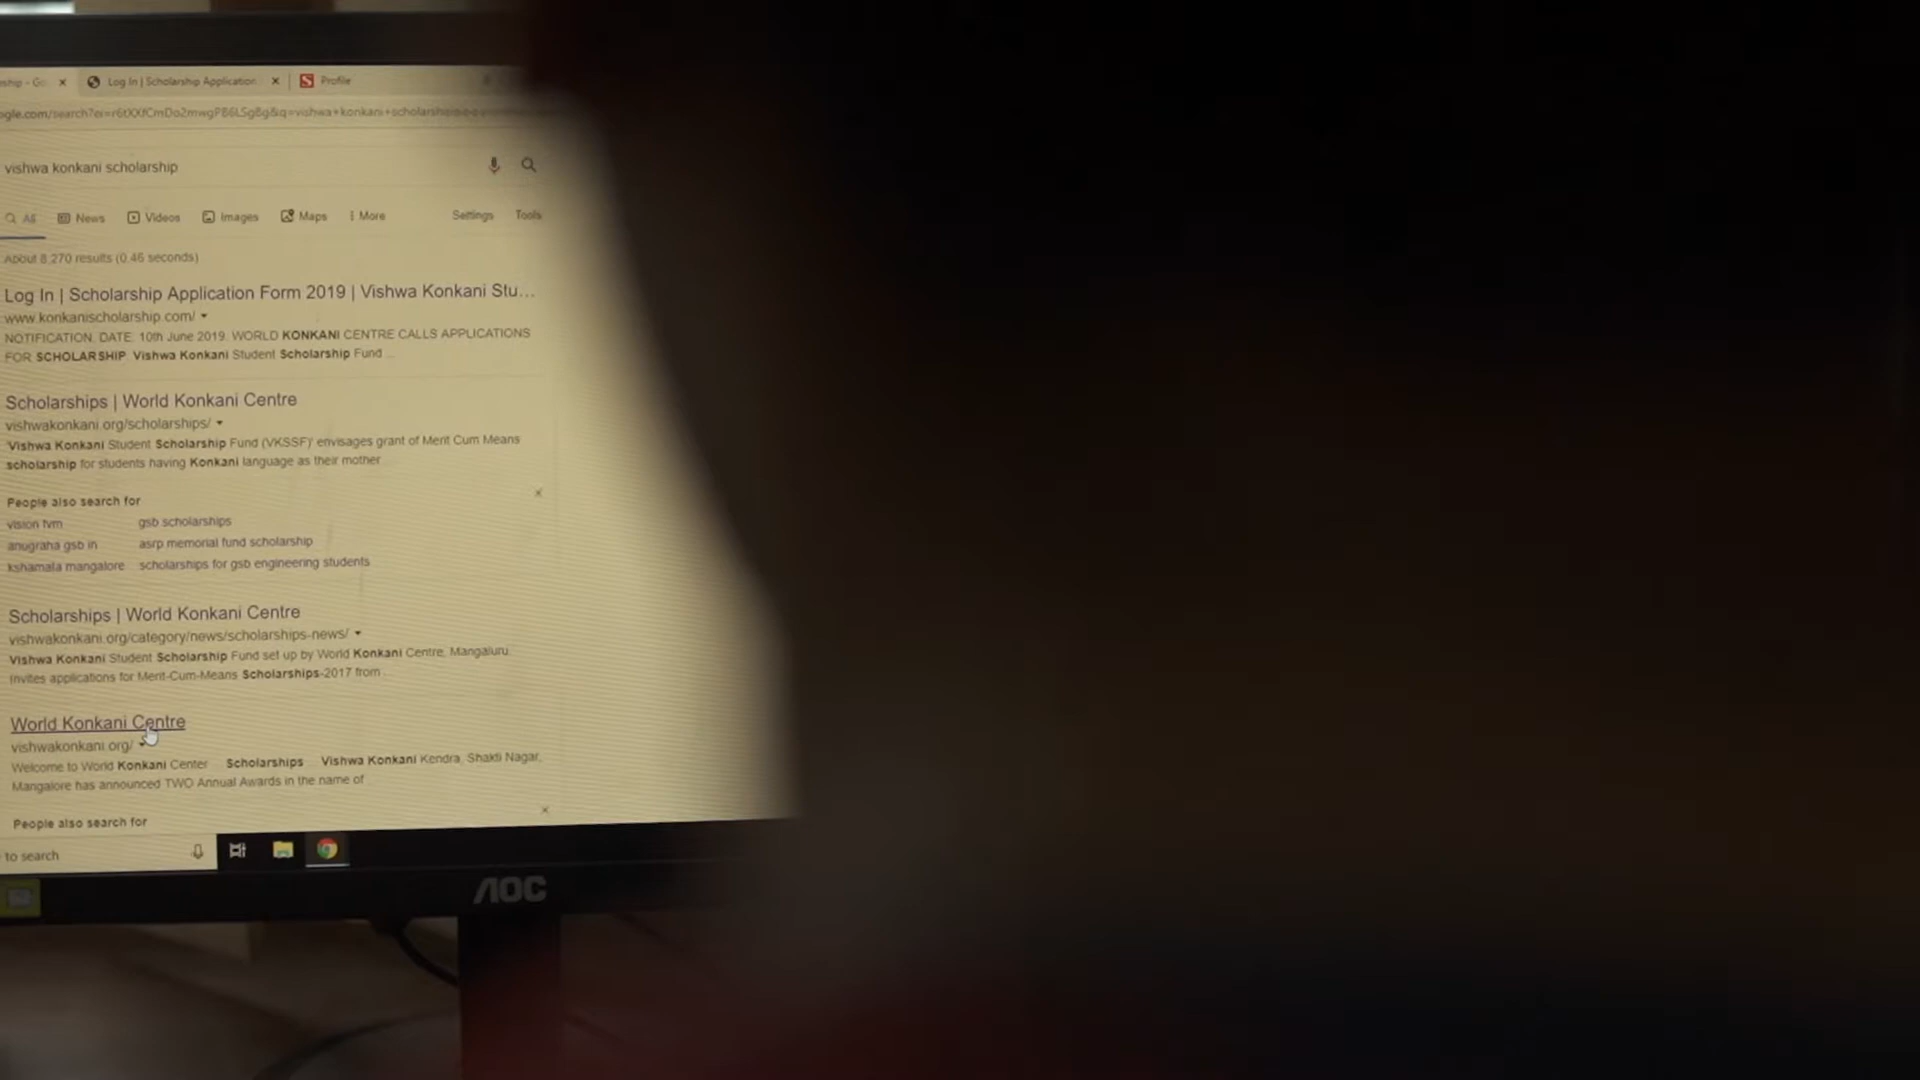 Log In | Scholarship Application
Profile
vishwa konkani scholarship
All News Videos Images Maps More Settings Tools
About 8,270 results (0.46 seconds)
Log In | Scholarship Application Form 2019 | Vishwa Konkani Stu...
www.konkanischolarship.com/
NOTIFICATION. DATE: 10th June 2019. WORLD KONKANI CENTRE CALLS APPLICATIONS
FOR SCHOLARSHIP. Vishwa Konkani Student Scholarship Fund ...
Scholarships | World Konkani Centre
vishwakonkani.org/scholarships/
'Vishwa Konkani Student Scholarship Fund (VKSSF)' envisages grant of Merit Cum Means
scholarship for students having Konkani language as their mother
People also search for
vision tvm gsb scholarships
anugraha gsb in asrp memorial fund scholarship
kshamala mangalore scholarships for gsb engineering students
Scholarships | World Konkani Centre
vishwakonkani.org/category/news/scholarships-news/
Vishwa Konkani Student Scholarship Fund set up by World Konkani Centre, Mangaluru
Invites applications for Merit-Cum-Means Scholarships-2017 from
World Konkani Centre
vishwakonkani.org/
Welcome to World Konkani Center Scholarships Vishwa Konkani Kendra, Shakti Nagar,
Mangalore has announced TWO Annual Awards in the name of
People also search for
to search
AOC